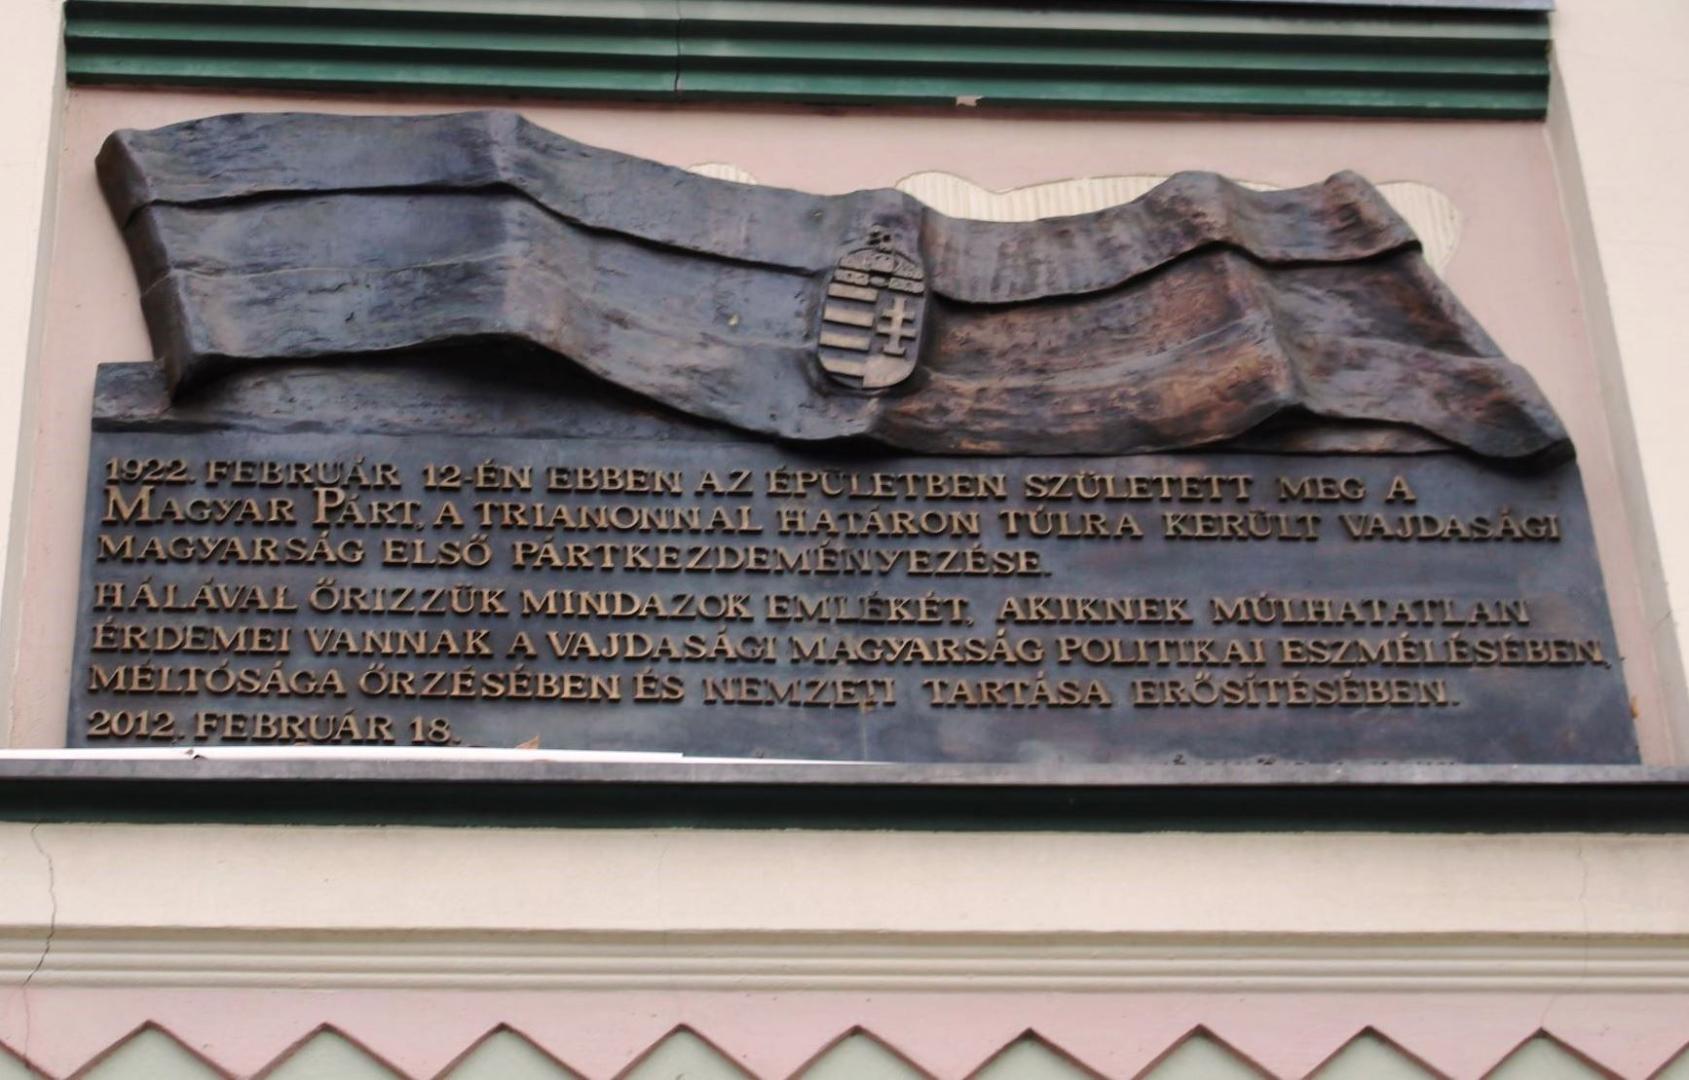 1922. FEBRUÁR 12-ÉN EBBEN AZ ÉPÜLETBEN SZÜLETETT MEG A
MAGYAR PÁRT, A TRIANONNAL HATÁRON TÚLRA KERÜLT VAJDASÁGI
MAGYARSÁG ELSŐ PÁRTKEZDEMÉNYEZÉSE.
HÁLÁVAL ŐRIZZÜK MINDAZOK EMLÉKÉT, AKIKNEK MÚLHATATLAN
ÉRDEMEI VANNAK A VAJDASÁGI MAGYARSÁG POLITIKAI ESZMÉLÉSÉBEN,
MÉLTÓSÁGA ŐRZÉSÉBEN ÉS NEMZETI TARTÁSA ERŐSÍTÉSÉBEN.
2012. FEBRUÁR 18.